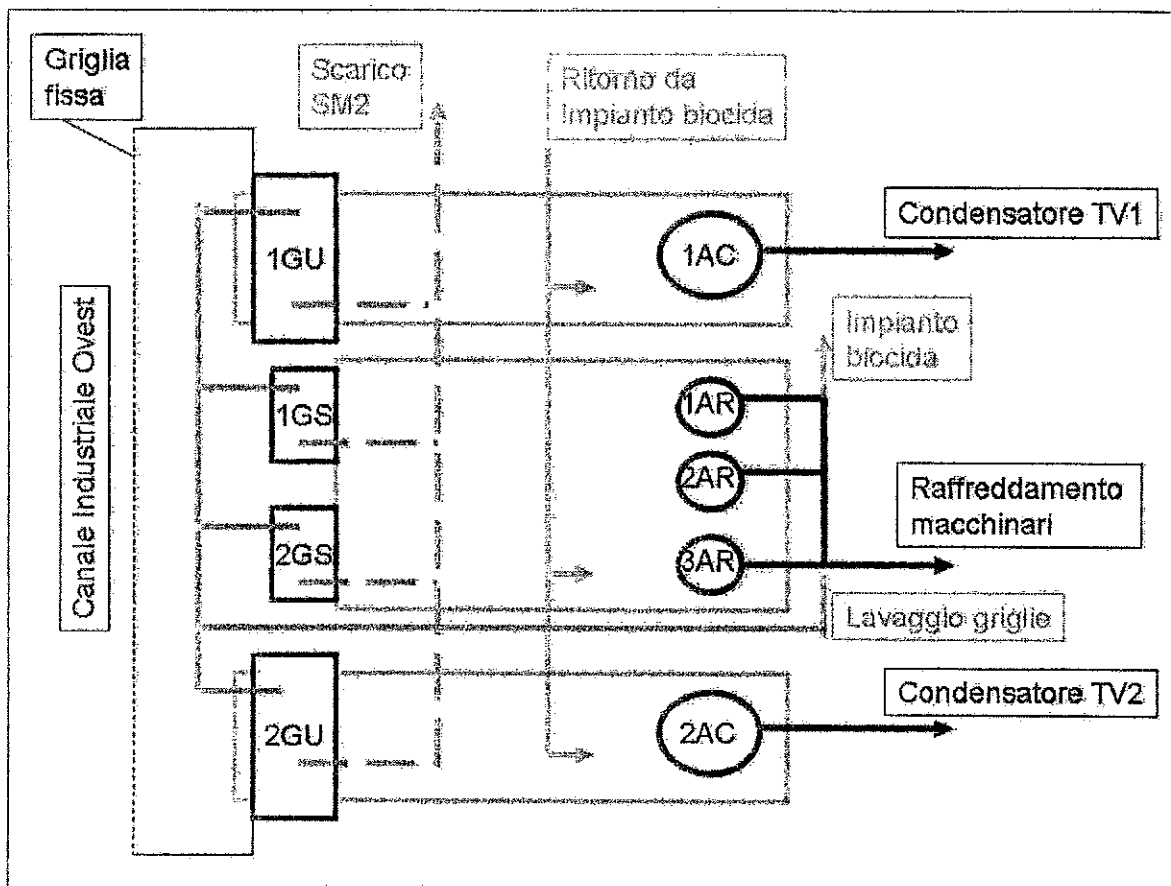 Griglia
fissa
Scarico
SM2
Ritorno da
Impianto biocida
Condensatore TV1
1GU
1AC
Impianto
biocida
Canale Industriale Ovest
1GS
1AR
2AR
Raffreddamento
macchinari
2GS
3AR
Lavaggio griglie
Condensatore TV2
2GU
2AC